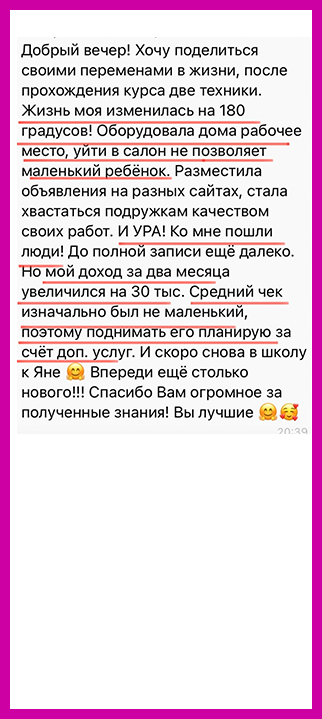 Добрый вечер! Хочу поделиться
своими переменами в жизни, после
прохождения курса две техники.
Жизнь моя изменилась на 180
градусов! Оборудовала дома рабочее
место, уйти в салон не позволяет
маленький ребёнок. Разместила
объявления на разных сайтах, стала
хвастаться подружкам качеством
своих работ. И УРА! Ко мне пошли
люди! До полной записи ещё далеко.
Но мой доход за два месяца
увеличился на 30 тыс. Средний чек
изначально был не маленький,
поэтому поднимать его планирую за
счёт доп. услуг. И скоро снова в школу
к Яне 🤗 Впереди ещё столько
нового!!! Спасибо Вам огромное за
полученные знания! Вы лучшие 🤗🥰
20:39